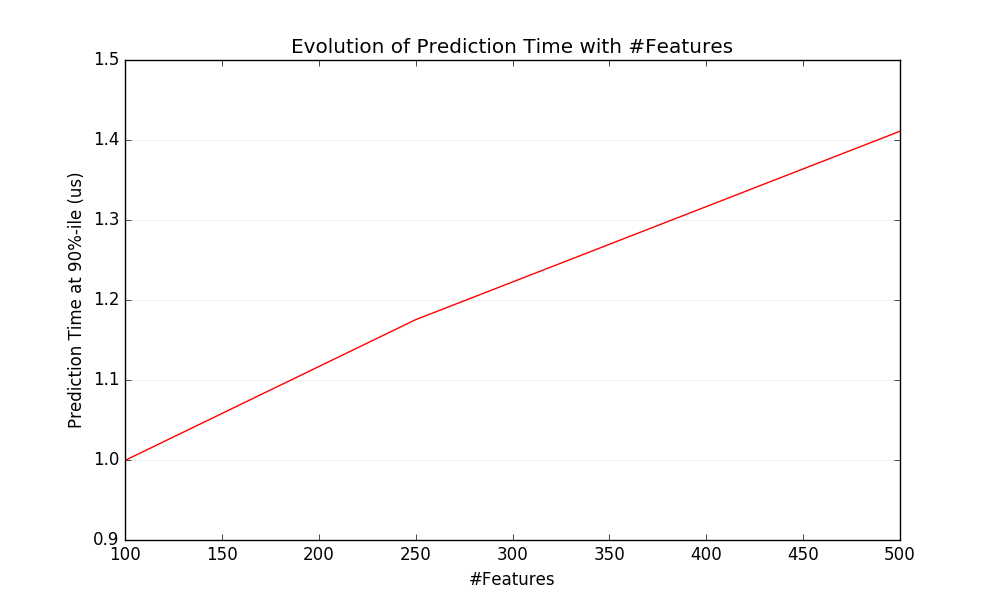 Evolution of Prediction Time with #Features
Prediction Time at 90%-ile (us)
1.5
1.4
1.3
1.2
1.1
1.0
0.9
100 150 200 250 300 350 400 450 500
#Features